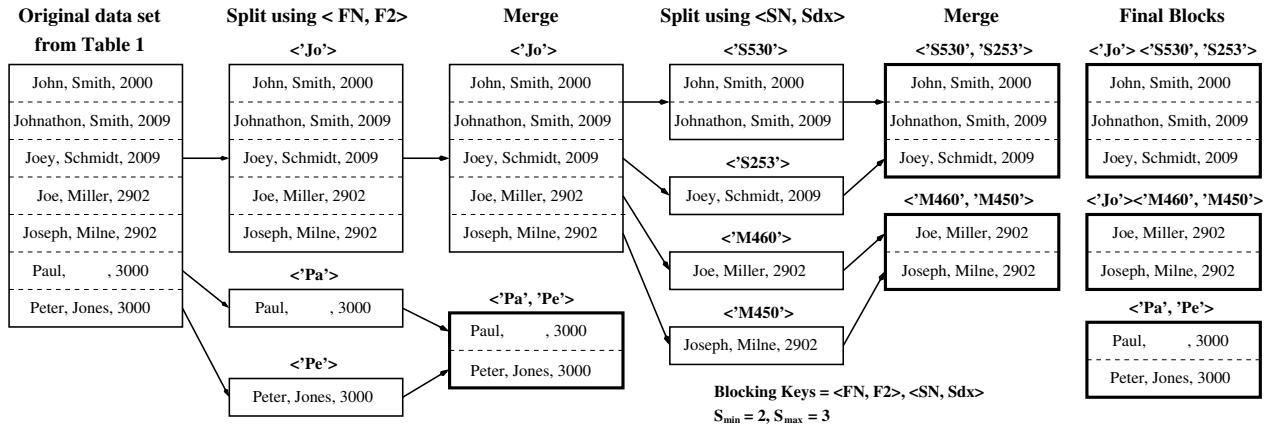 Original data set
from Table 1
John, Smith, 2000
Johnathon, Smith, 2009
Joey, Schmidt, 2009
Joe, Miller, 2902
Joseph, Milne, 2902
Paul, , 3000
Peter, Jones, 3000
Split using < FN, F2>
<'Jo'>
John, Smith, 2000
Johnathon, Smith, 2009
Joey, Schmidt, 2009
Joe, Miller, 2902
Joseph, Milne, 2902
<'Pa'>
Paul, , 3000
<'Pe'>
Peter, Jones, 3000
Merge
<'Jo'>
John, Smith, 2000
Johnathon, Smith, 2009
Joey, Schmidt, 2009
Joe, Miller, 2902
Joseph, Milne, 2902
<'Pa', 'Pe'>
Paul, , 3000
Peter, Jones, 3000
Split using <SN, Sdx>
<'S530'>
John, Smith, 2000
Johnathon, Smith, 2009
<'S253'>
Joey, Schmidt, 2009
<'M460'>
Joe, Miller, 2902
<'M450'>
Joseph, Milne, 2902
Merge
<'S530', 'S253'>
John, Smith, 2000
Johnathon, Smith, 2009
Joey, Schmidt, 2009
<'M460', 'M450'>
Joe, Miller, 2902
Joseph, Milne, 2902
Final Blocks
<'Jo'> <'S530', 'S253'>
John, Smith, 2000
Johnathon, Smith, 2009
Joey, Schmidt, 2009
<'Jo'><'M460', 'M450'>
Joe, Miller, 2902
Joseph, Milne, 2902
<'Pa', 'Pe'>
Paul, , 3000
Peter, Jones, 3000
Blocking Keys = <FN, F2>, <SN, Sdx>
Smin = 2, Smax = 3